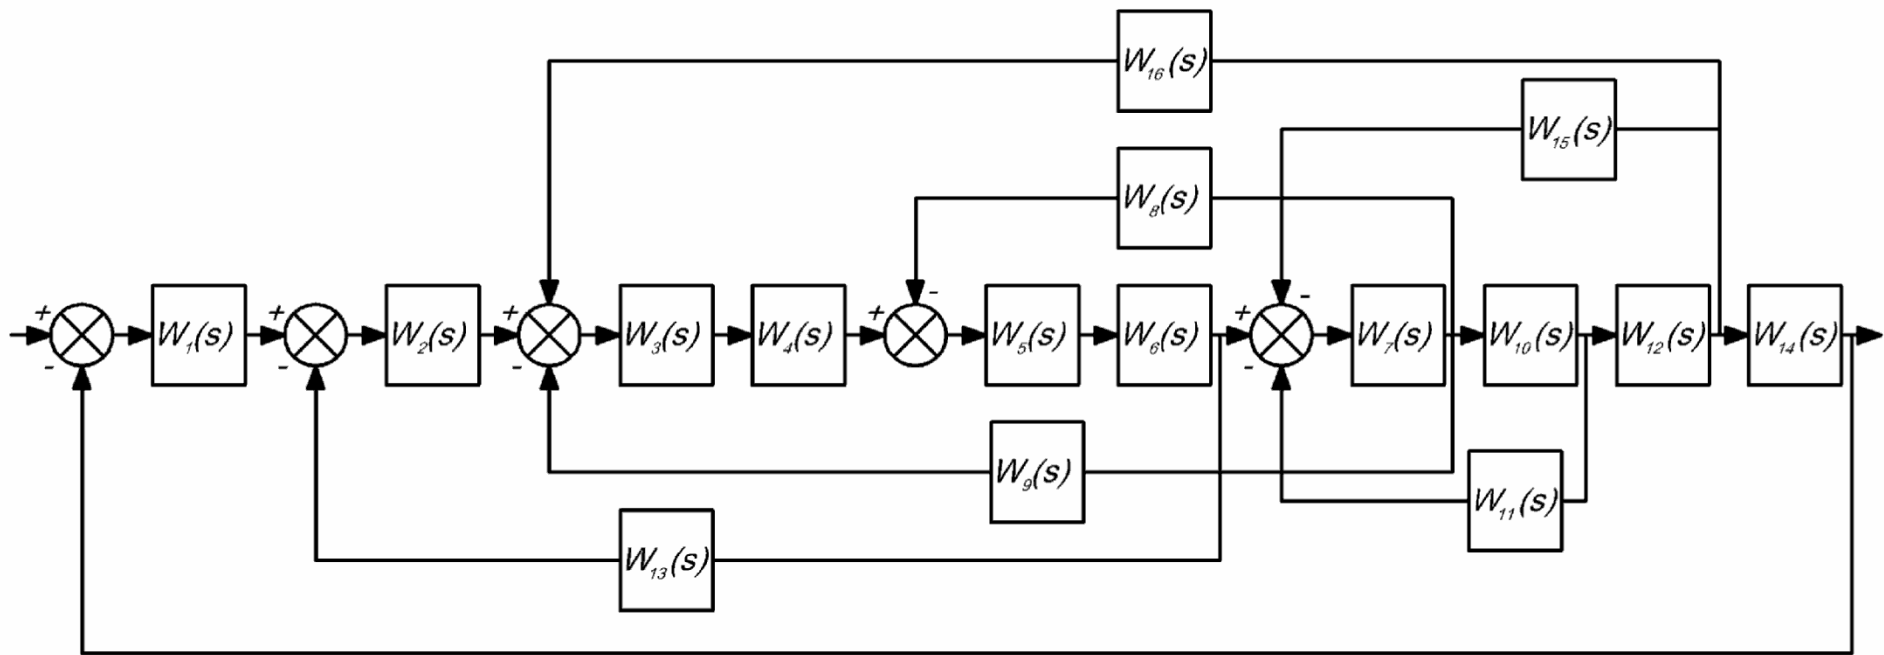 W16(s)
W15(s)
W8(s)
+ + + - + + -
W1(s) W2(s) W3(s) W4(s) W5(s) W6(s) W7(s) W10(s) W12(s) W14(s)
- - - -
W9(s)
W11(s)
W13(s)